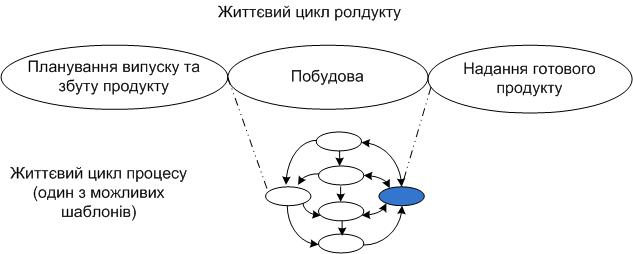 Життєвий цикл ролдукту
Планування випуску та
збуту продукту
Побудова
Надання готового
продукту
Життєвий цикл процесу
(один з можливих
шаблонів)